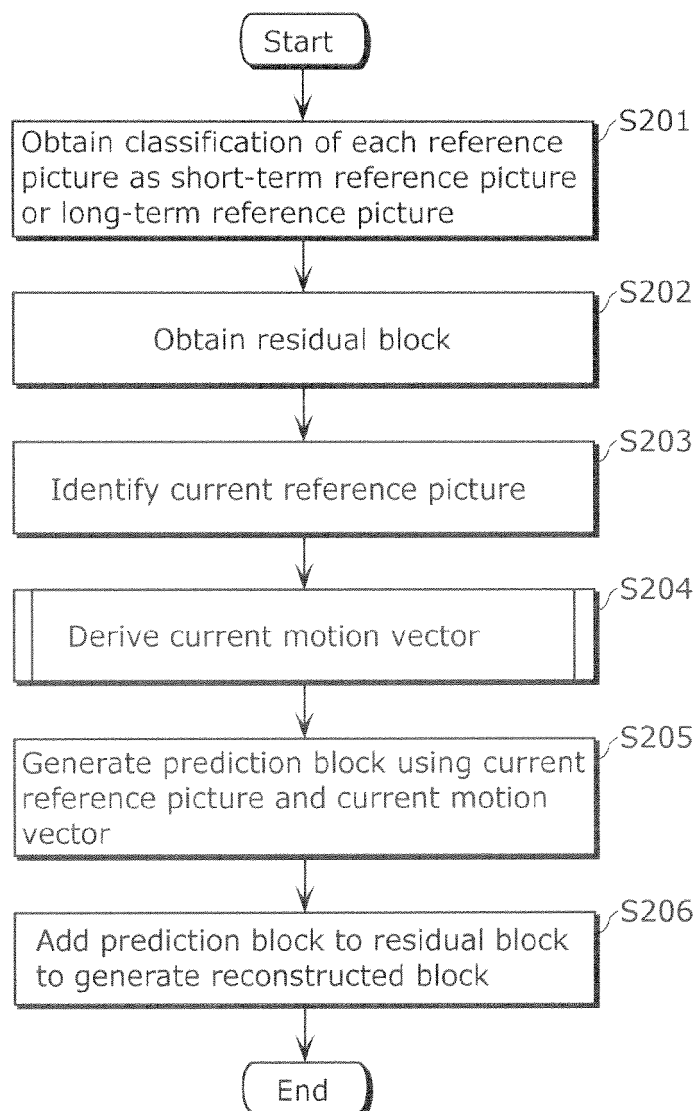 Start
S201
Obtain classification of each reference
picture as short-term reference picture
or long-term reference picture
S202
Obtain residual block
S203
Identify current reference picture
S204
Derive current motion vector
S205
Generate prediction block using current
reference picture and current motion
vector
S206
Add prediction block to residual block
to generate reconstructed block
End